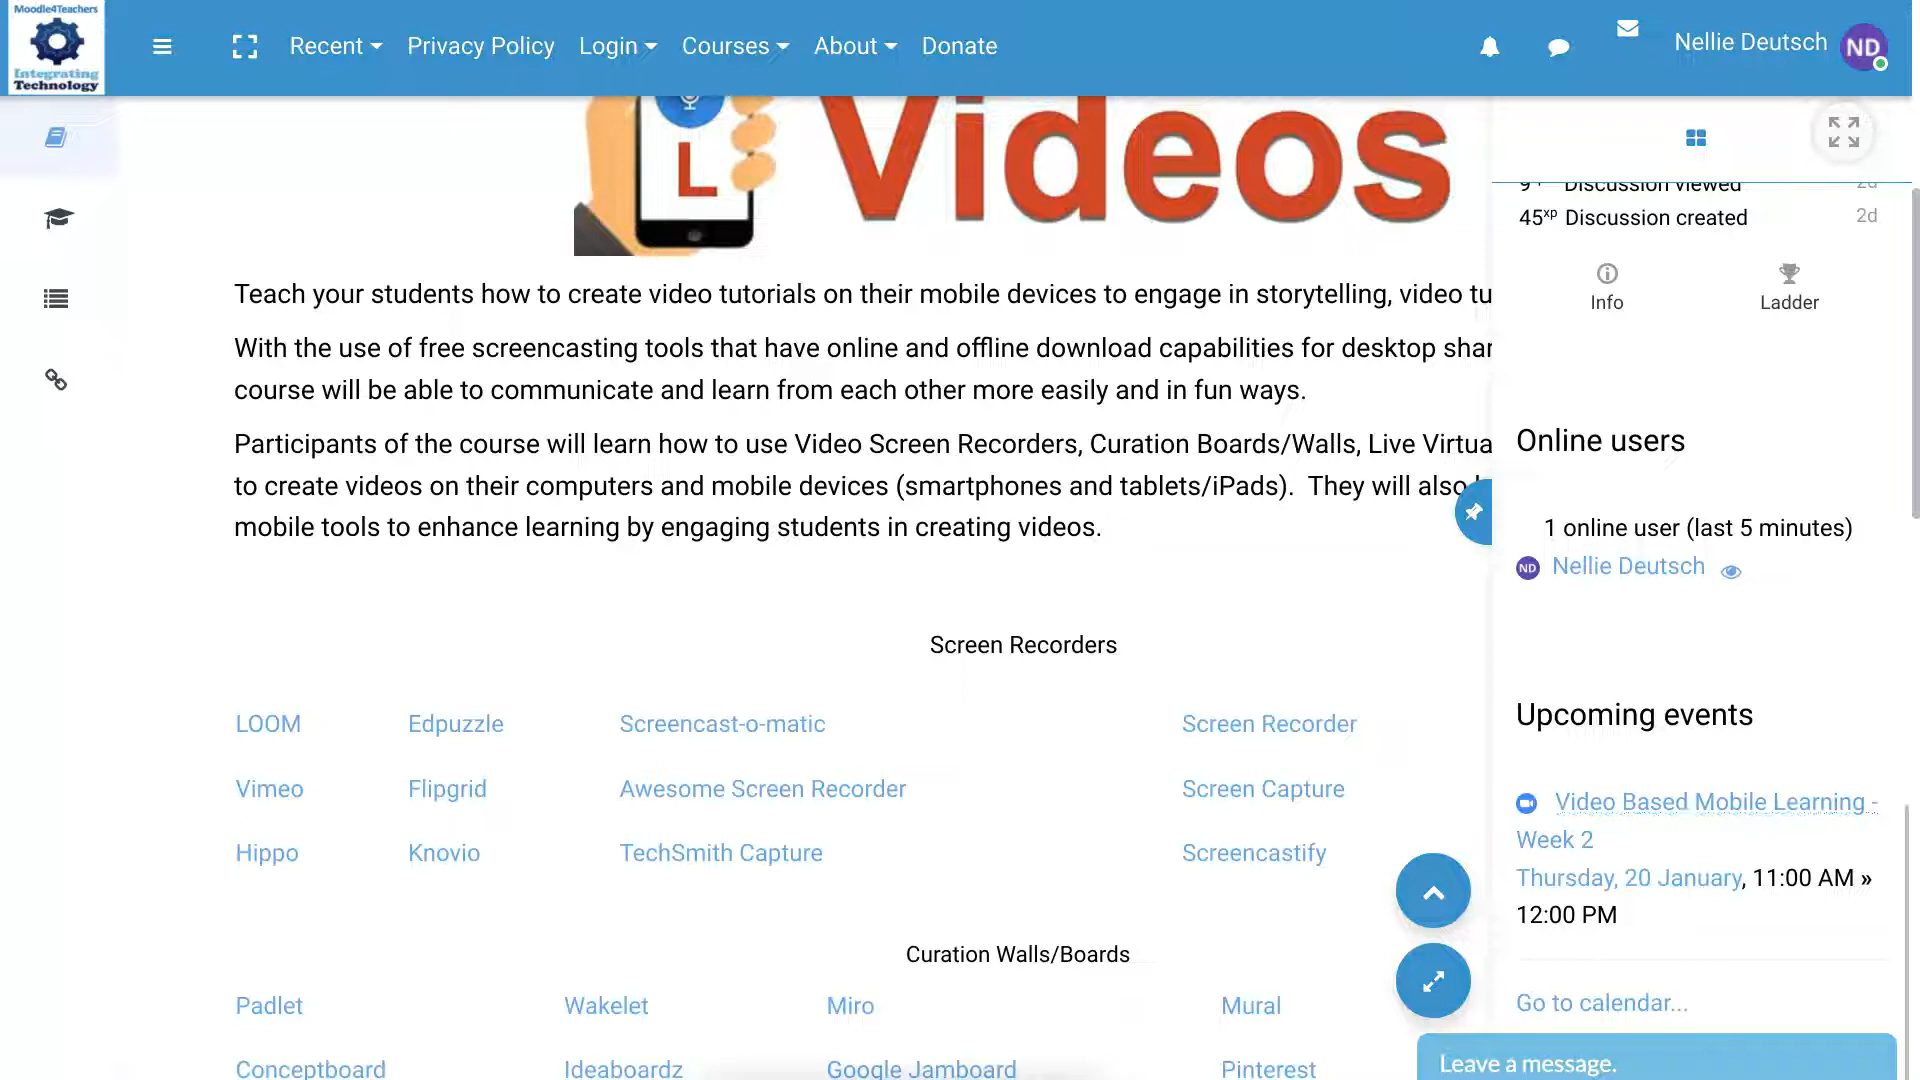 Moodle4Teachers
Integrating
Technology
Recent
Privacy Policy
Login
Courses
About
Donate
Nellie Deutsch
ND
L
Videos
Teach your students how to create video tutorials on their mobile devices to engage in storytelling, video tu
With the use of free screencasting tools that have online and offline download capabilities for desktop shar
course will be able to communicate and learn from each other more easily and in fun ways.
Participants of the course will learn how to use Video Screen Recorders, Curation Boards/Walls, Live Virtua
to create videos on their computers and mobile devices (smartphones and tablets/iPads).  They will also
mobile tools to enhance learning by engaging students in creating videos.
Screen Recorders
LOOM Edpuzzle Screencast-o-matic Screen Recorder
Vimeo Flipgrid Awesome Screen Recorder Screen Capture
Hippo Knovio TechSmith Capture Screencastify
Curation Walls/Boards
Padlet Wakelet Miro Mural
Conceptboard Ideaboardz Google Jamboard Pinterest
Discussion viewed 2d
45xp Discussion created 2d
Info Ladder
Online users
1 online user (last 5 minutes)
ND Nellie Deutsch
Upcoming events
Video Based Mobile Learning -
Week 2
Thursday, 20 January, 11:00 AM »
12:00 PM
Go to calendar...
Leave a message.